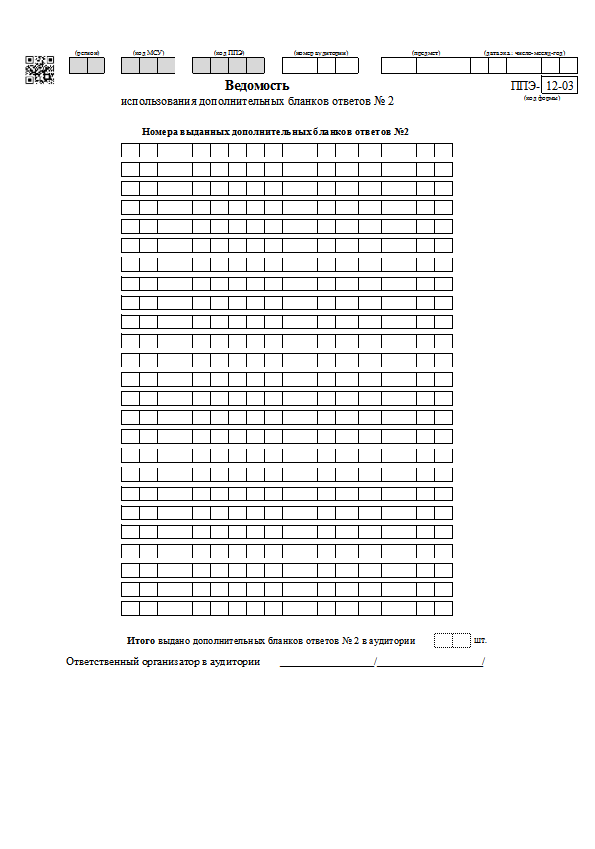 (регион) (код МСУ) (код ППЭ) (номер аудитории) (предмет) (дата экз.: число-месяц-год)
Ведомость ППЭ- 12-03
использования дополнительных бланков ответов № 2 (код формы)
Номера выданных дополнительных бланков ответов №2
Итого выдано дополнительных бланков ответов № 2 в аудитории шт.
Ответственный организатор в аудитории / /